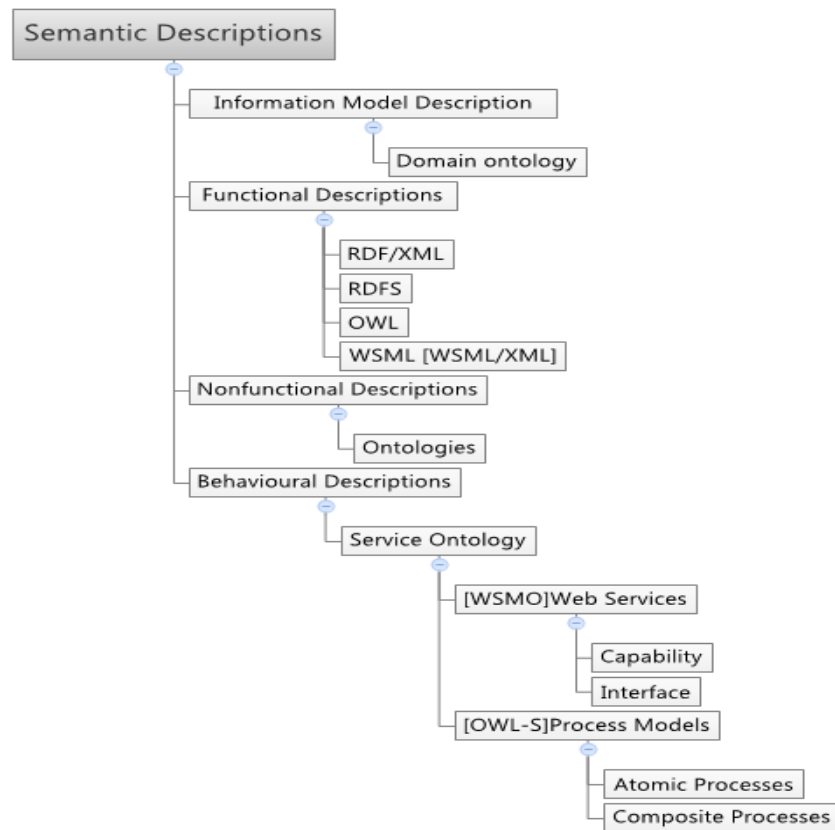 Semantic Descriptions
Information Model Description
Domain ontology
Functional Descriptions
RDF/XML
RDFS
OWL
WSML [WSML/XML]
Nonfunctional Descriptions
Ontologies
Behavioural Descriptions
Service Ontology
[WSMO]Web Services
Capability
Interface
[OWL-S]Process Models
Atomic Processes
Composite Processes